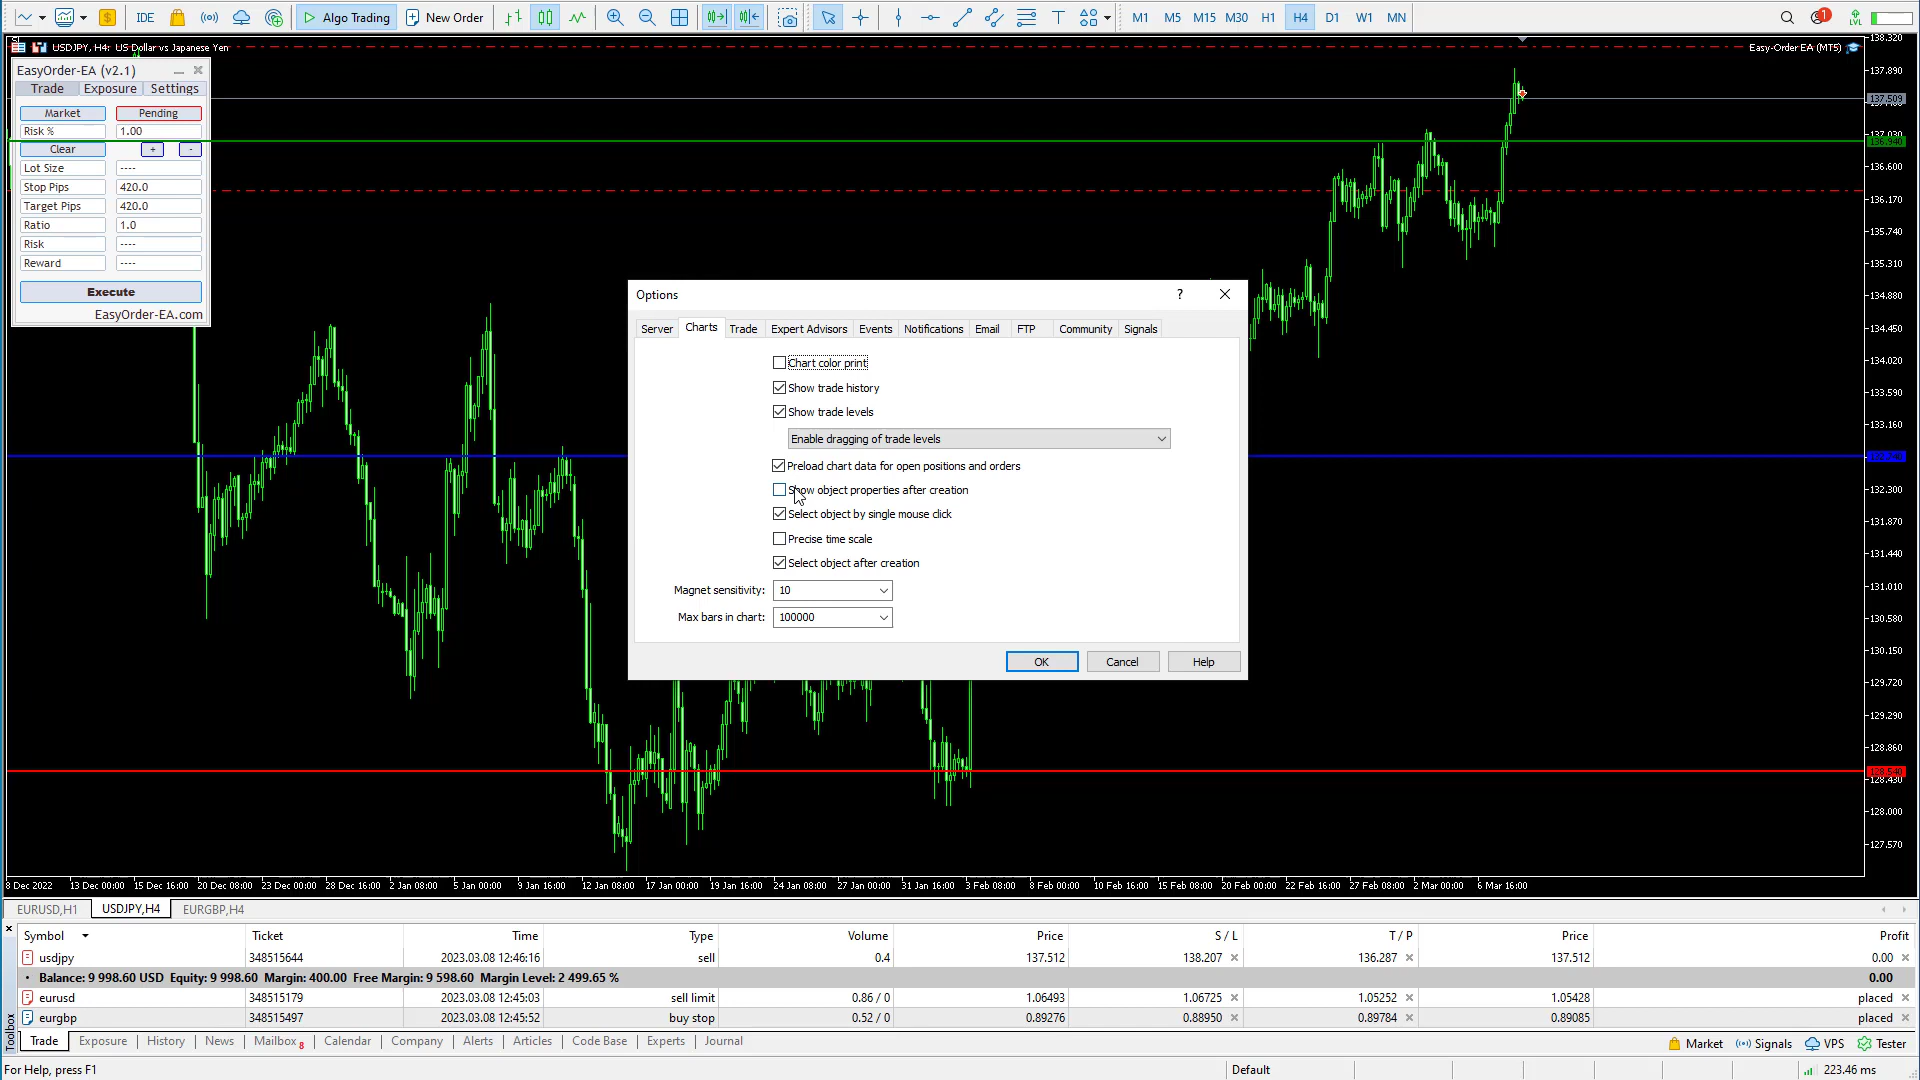 IDE
Algo Trading
New Order
M1 M5 M15 M30 H1 H4 D1 W1 MN
1
LVL
USDJPY, H4: US Dollar vs Japanese Yen
Easy-Order EA (MT5)
EasyOrder-EA (v2.1)
Trade Exposure Settings
Market Pending
Risk % 1.00
Clear + -
Lot Size ----
Stop Pips 420.0
Target Pips 420.0
Ratio 1.0
Risk ----
Reward ----
Execute
EasyOrder-EA.com
138.320
137.890
137.509
137.030
136.940
136.600
136.170
135.740
135.310
134.880
134.450
134.020
133.590
133.160
132.740
132.300
131.870
131.440
131.010
130.580
130.150
129.720
129.290
128.860
128.540
128.430
128.000
127.570
Options ?
Server Charts Trade Expert Advisors Events Notifications Email FTP Community Signals
Chart color print
Show trade history
Show trade levels
Enable dragging of trade levels
Preload chart data for open positions and orders
Show object properties after creation
Select object by single mouse click
Precise time scale
Select object after creation
Magnet sensitivity: 10
Max bars in chart: 100000
OK Cancel Help
8 Dec 2022 13 Dec 00:00 15 Dec 16:00 20 Dec 08:00 23 Dec 00:00 28 Dec 16:00 2 Jan 08:00 5 Jan 00:00 9 Jan 16:00 12 Jan 08:00 17 Jan 00:00 19 Jan 16:00 24 Jan 08:00 27 Jan 00:00 31 Jan 16:00 3 Feb 08:00 8 Feb 00:00 10 Feb 16:00 15 Feb 08:00 20 Feb 00:00 22 Feb 16:00 27 Feb 08:00 2 Mar 00:00 6 Mar 16:00
EURUSD,H1 USDJPY,H4 EURGBP,H4
Symbol Ticket Time Type Volume Price S / L T / P Price Profit
usdjpy 348515644 2023.03.08 12:46:16 sell 0.4 137.512 138.207 136.287 137.512 0.00
Balance: 9 998.60 USD Equity: 9 998.60 Margin: 400.00 Free Margin: 9 598.60 Margin Level: 2 499.65 % 0.00
eurusd 348515179 2023.03.08 12:45:03 sell limit 0.86 / 0 1.06493 1.06725 1.05252 1.05428 placed
eurgbp 348515497 2023.03.08 12:45:52 buy stop 0.52 / 0 0.89276 0.88950 0.89784 0.89085 placed
Toolbox
Trade Exposure History News Mailbox 8 Calendar Company Alerts Articles Code Base Experts Journal
Market Signals VPS Tester
For Help, press F1
Default
223.46 ms